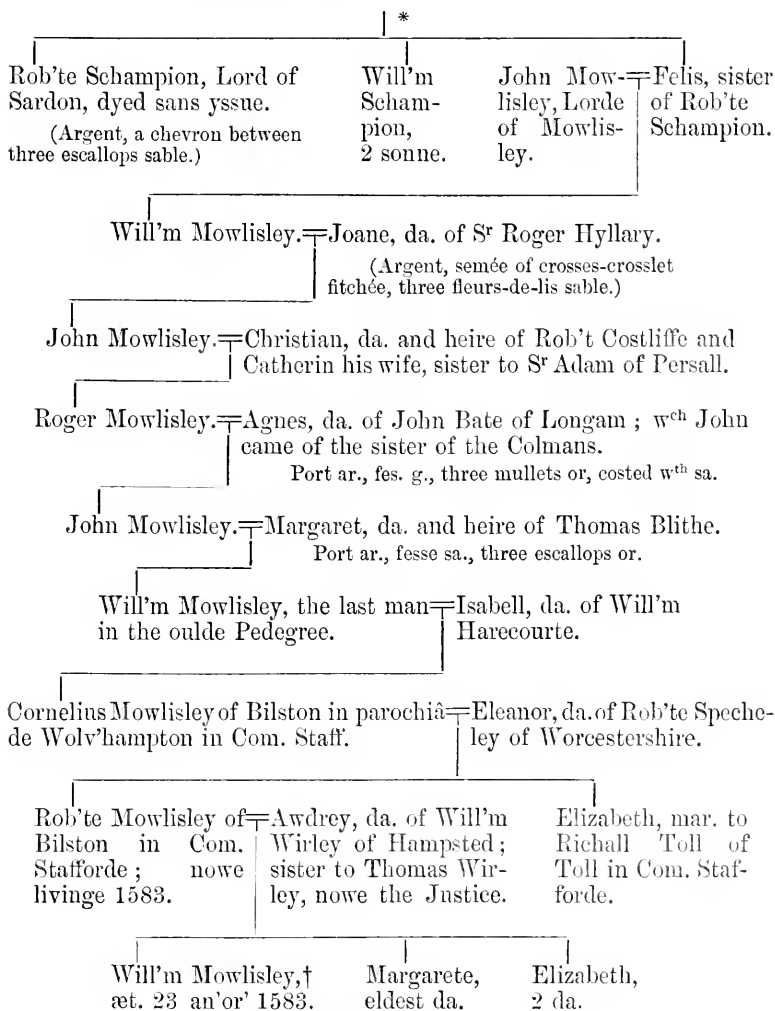 *
Rob'te Schampion, Lord of
Sardon, dyed sans yssue.
(Argent, a chevron between
three escallops sable.)
Will'm
Scham-
pion,
2 sonne.
John Mow-
lisley, Lorde
of Mowlis-
ley.
Felis, sister
of Rob'te
Schampion.
Will'm Mowlisley.
Joane, da. of Sʳ Roger Hyllary.
(Argent, semée of crosses-crosslet
fitchée, three fleurs-de-lis sable.)
John Mowlisley.
Christian, da. and heire of Rob't Costliffe and
Catherin his wife, sister to Sʳ Adam of Persall.
Roger Mowlisley.
Agnes, da. of John Bate of Longam ; wᶜʰ John
came of the sister of the Colmans.
Port ar., fes. g., three mullets or, costed wᵗʰ sa.
John Mowlisley.
Margaret, da. and heire of Thomas Blithe.
Port ar., fesse sa., three escallops or.
Will'm Mowlisley, the last man
in the oulde Pedegree.
Isabell, da. of Will'm
Harecourte.
Cornelius Mowlisley of Bilston in parochiâ
de Wolv'hampton in Com. Staff.
Eleanor, da. of Rob'te Speche-
ley of Worcestershire.
Rob'te Mowlisley of
Bilston in Com.
Stafforde ; nowe
livinge 1583.
Awdrey, da. of Will'm
Wirley of Hampsted ;
sister to Thomas Wir-
ley, nowe the Justice.
Elizabeth, mar. to
Richall Toll of
Toll in Com. Staf-
forde.
Will'm Mowlisley,†
æt. 23 an'or' 1583.
Margarete,
eldest da.
Elizabeth,
2 da.